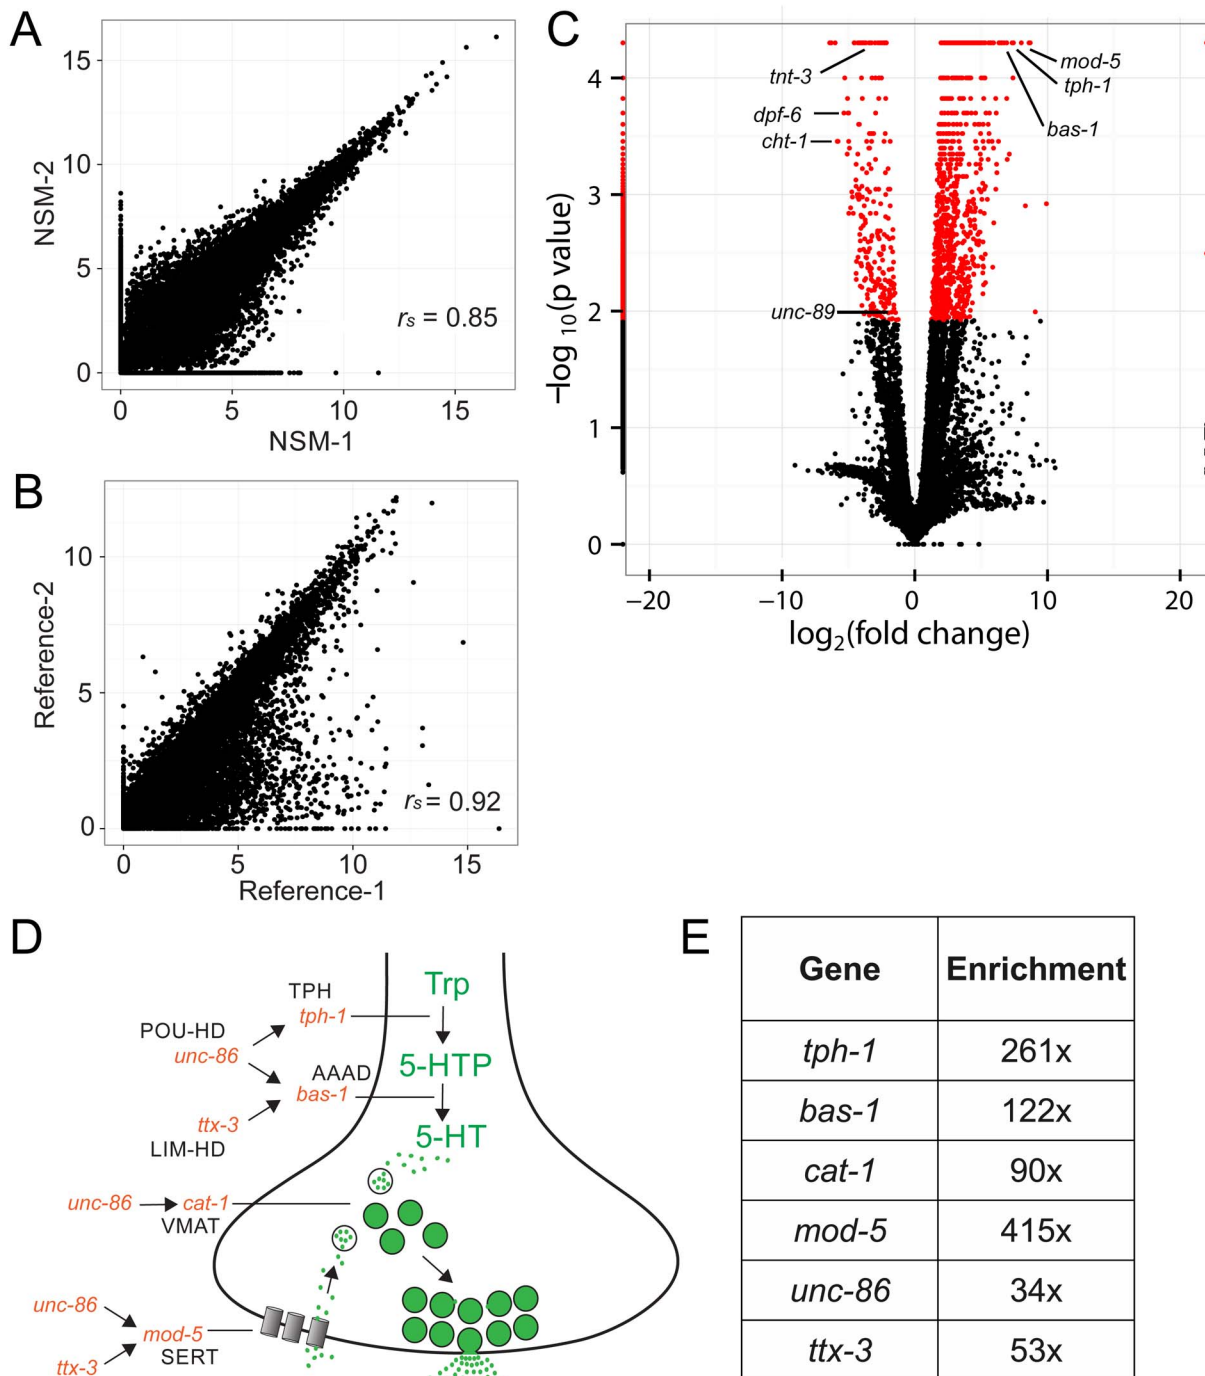 A
NSM-2
15
10
5
0
rs = 0.85
0 5 10 15
NSM-1
B
Reference-2
10
5
0
rs = 0.92
0 5 10 15
Reference-1
C
−log 10(p value)
4
3
2
1
0
tnt-3
dpf-6
cht-1
unc-89
mod-5
tph-1
bas-1
−20 −10 0 10 20
log2(fold change)
D
TPH
tph-1
Trp
POU-HD
unc-86
5-HTP
AAAD
bas-1
ttx-3
LIM-HD
5-HT
unc-86 cat-1
VMAT
unc-86
mod-5
SERT
ttx-3
E
Gene Enrichment
tph-1 261x
bas-1 122x
cat-1 90x
mod-5 415x
unc-86 34x
ttx-3 53x